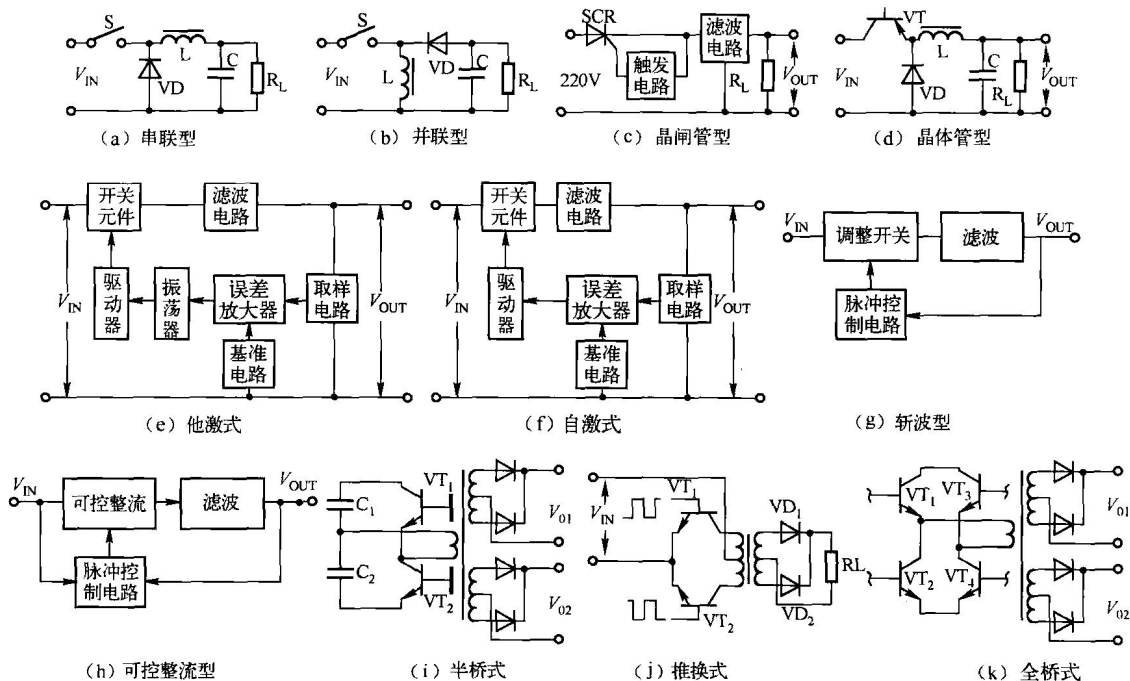 S
L
V_IN
VD
C
R_L
(a) 串联型
S
V_IN
L
VD
C
R_L
(b) 并联型
SCR
220V
触发
电路
滤波
电路
R_L
V_OUT
(c) 晶闸管型
VT
L
V_IN
VD
C
R_L
V_OUT
(d) 晶体管型
开关
元件
滤波
电路
V_IN
驱
动
器
振
荡
器
误差
放大器
取样
电路
V_OUT
基准
电路
(e) 他激式
开关
元件
滤波
电路
V_IN
驱
动
器
误差
放大器
取样
电路
V_OUT
基准
电路
(f) 自激式
V_IN
调整开关
滤波
V_OUT
脉冲控
制电路
(g) 斩波型
V_IN
可控整流
滤波
V_OUT
脉冲控
制电路
(h) 可控整流型
C₁
C₂
VT₁
VT₂
V₀₁
V₀₂
(i) 半桥式
V_IN
VT₁
VT₂
VD₁
VD₂
RL
(j) 推换式
VT₁
VT₃
VT₂
VT₄
V₀₁
V₀₂
(k) 全桥式